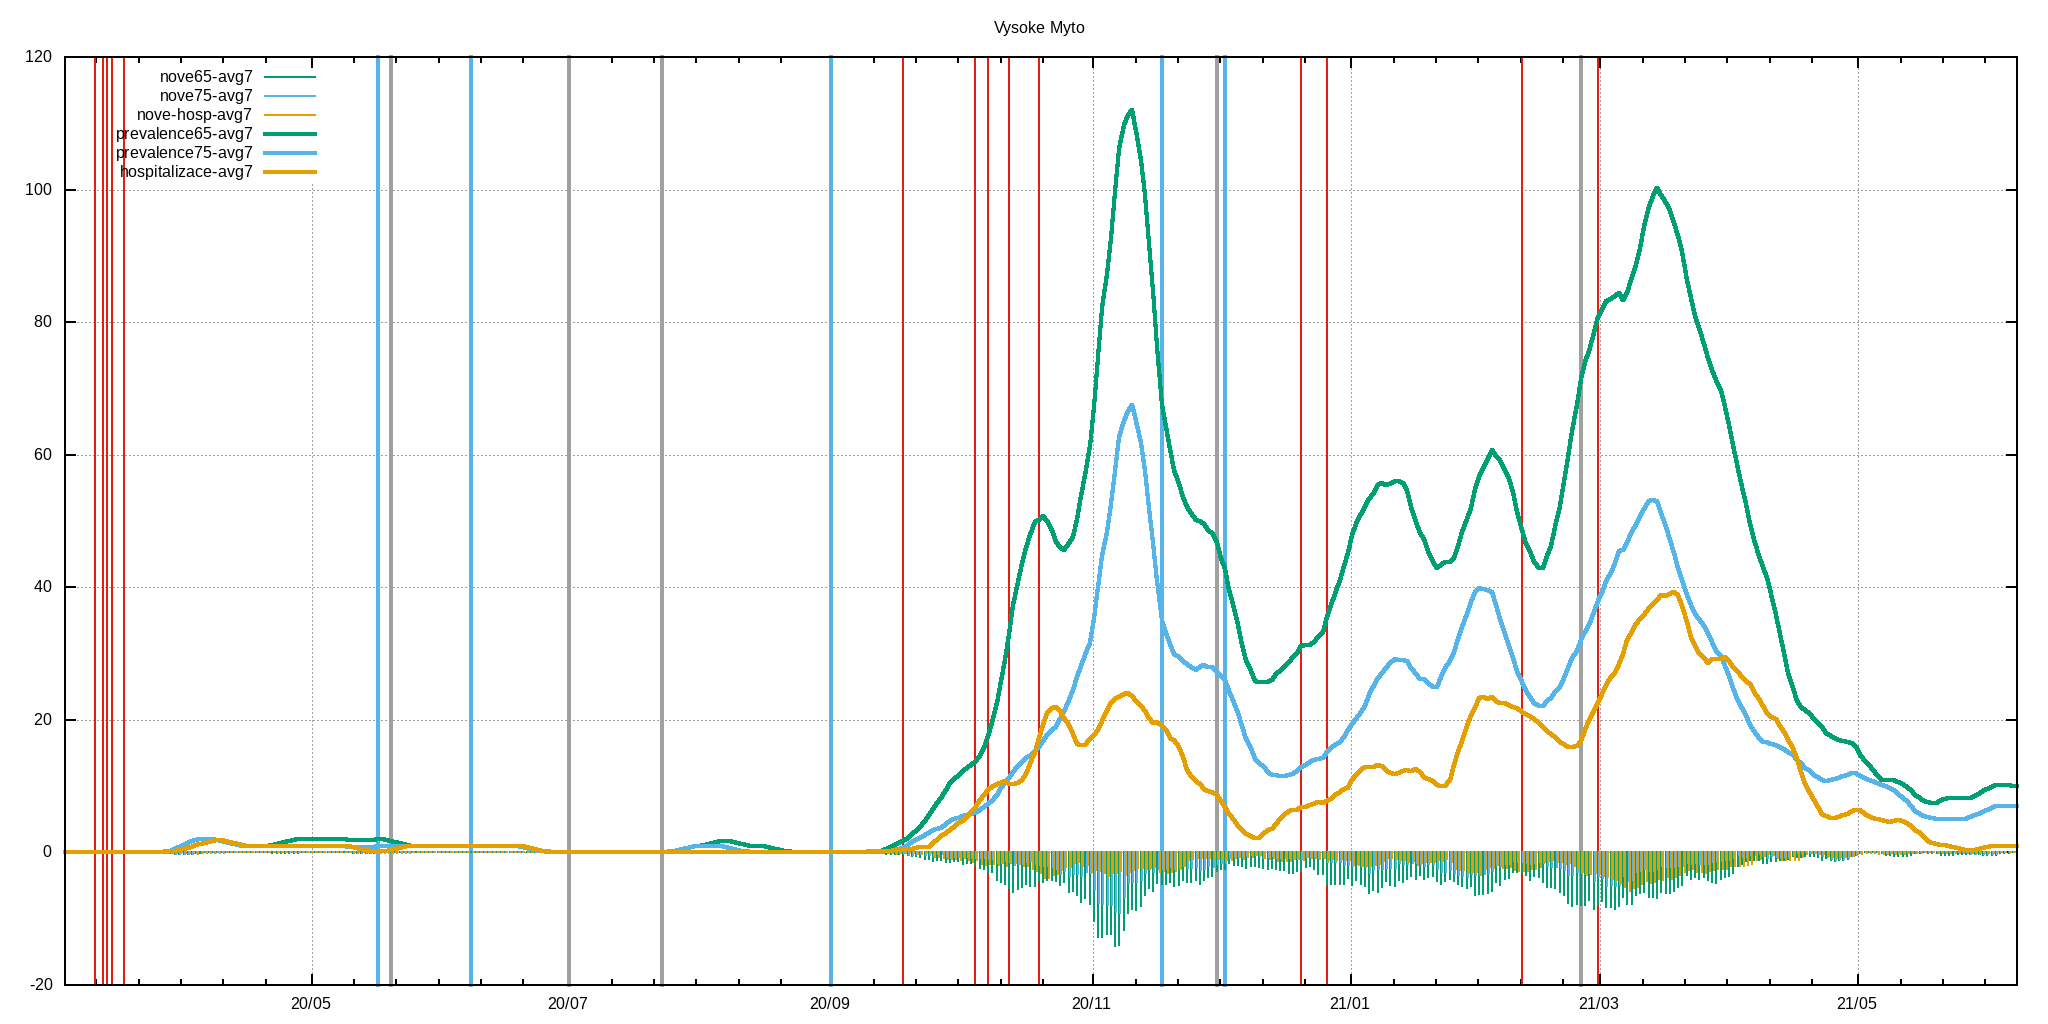 Vysoke Myto
120
100
80
60
40
20
0
-20
nove65-avg7
nove75-avg7
nove-hosp-avg7
prevalence65-avg7
prevalence75-avg7
hospitalizace-avg7
20/05
20/07
20/09
20/11
21/01
21/03
21/05